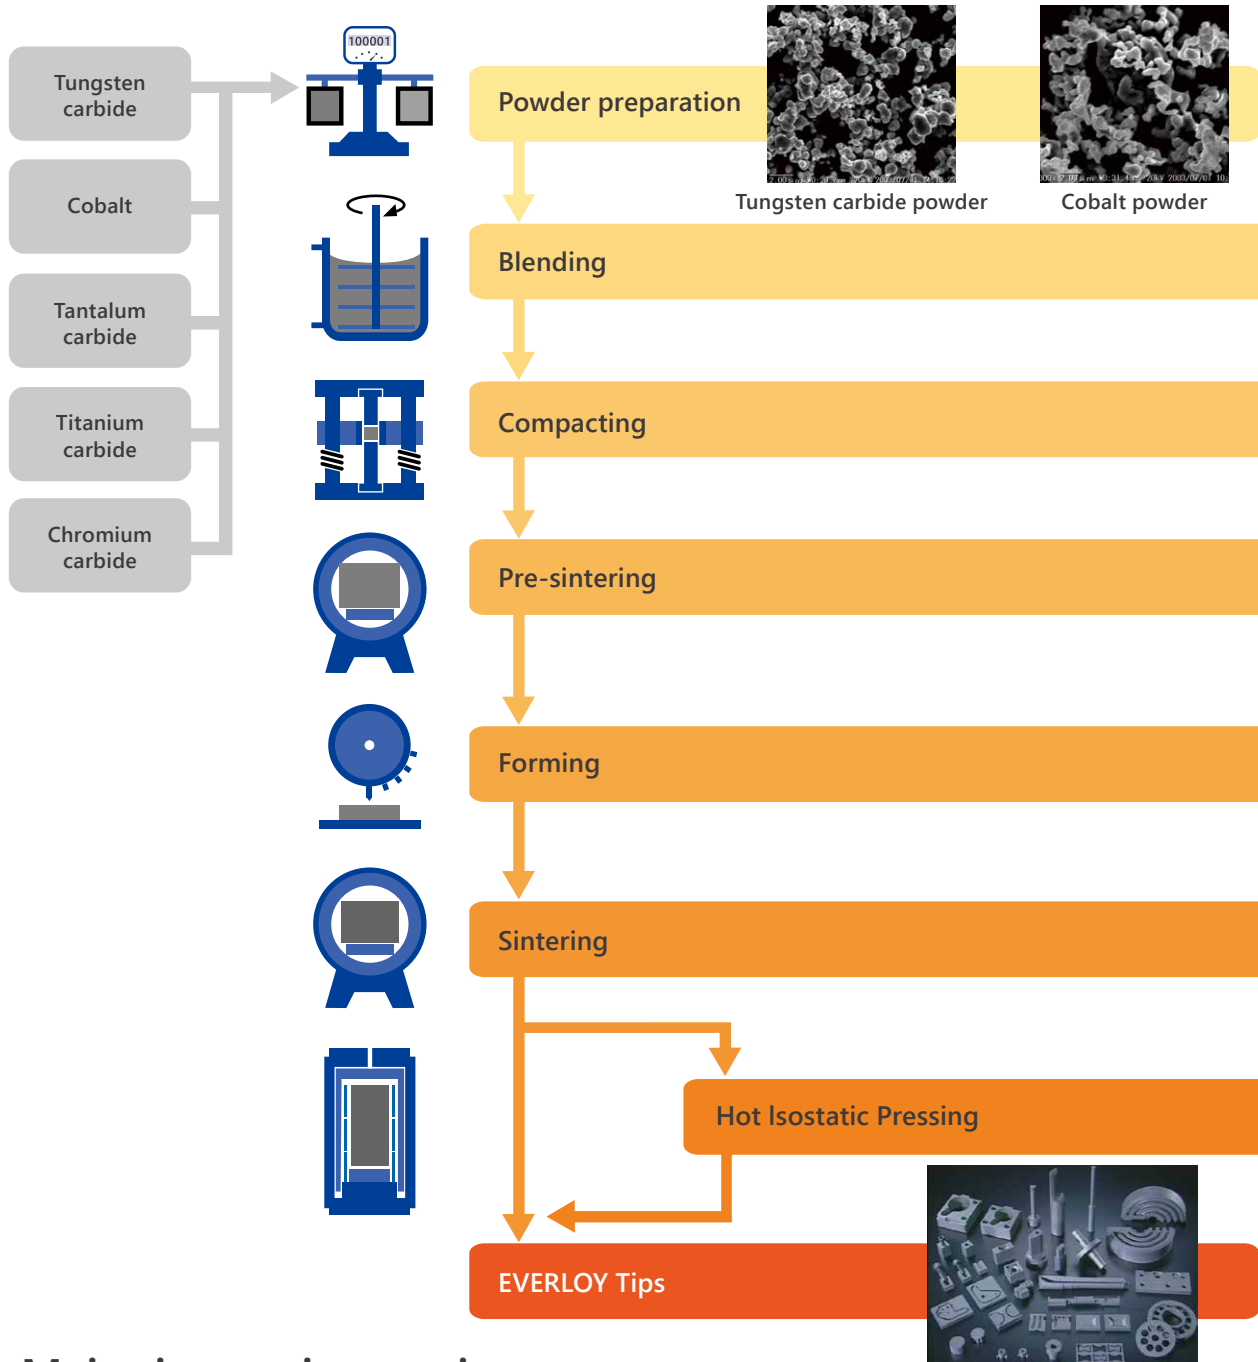 100001
Tungsten
carbide
Powder preparation
Tungsten carbide powder
Cobalt powder
Cobalt
Blending
Tantalum
carbide
Titanium
carbide
Compacting
Chromium
carbide
Pre-sintering
Forming
Sintering
Hot Isostatic Pressing
EVERLOY Tips